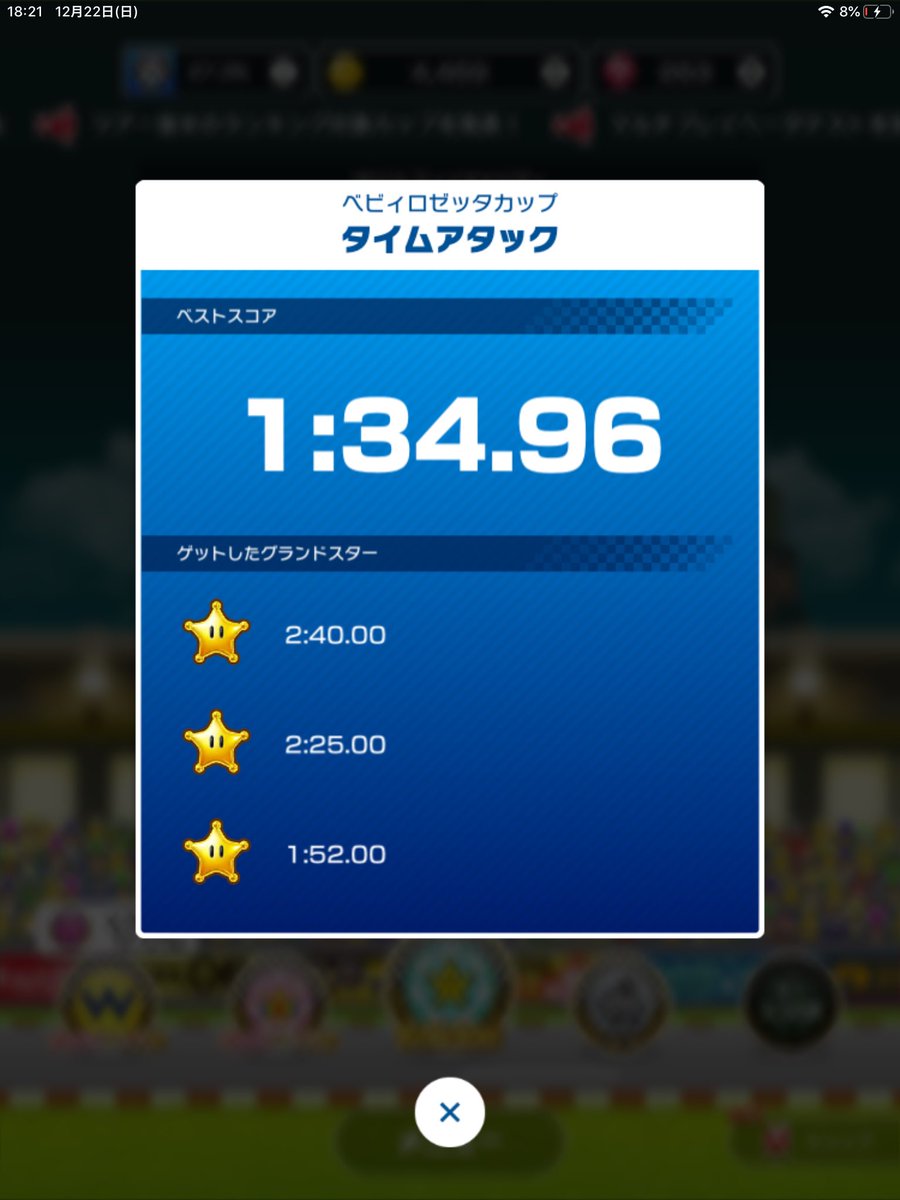 18:21 12月22日(日) 8%
ベビィロゼッタカップ
タイムアタック
ベストスコア
1:34.96
ゲットしたグランドスター
2:40.00
2:25.00
1:52.00